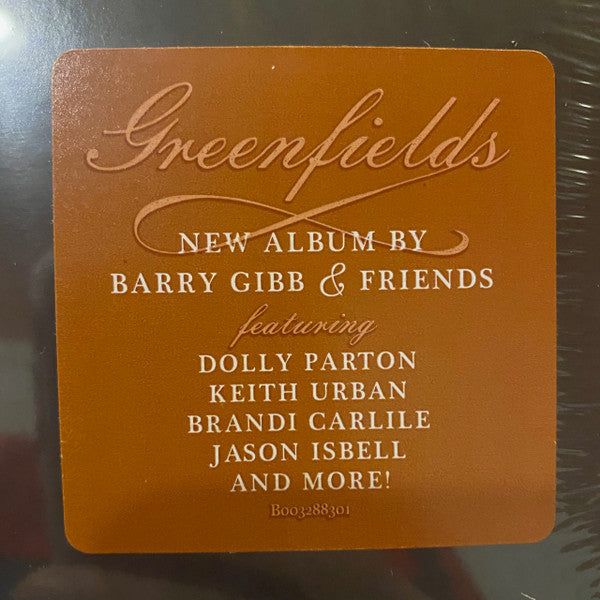 Greenfields
NEW ALBUM BY
BARRY GIBB & FRIENDS
featuring
DOLLY PARTON
KEITH URBAN
BRANDI CARLILE
JASON ISBELL
AND MORE!
B003288301